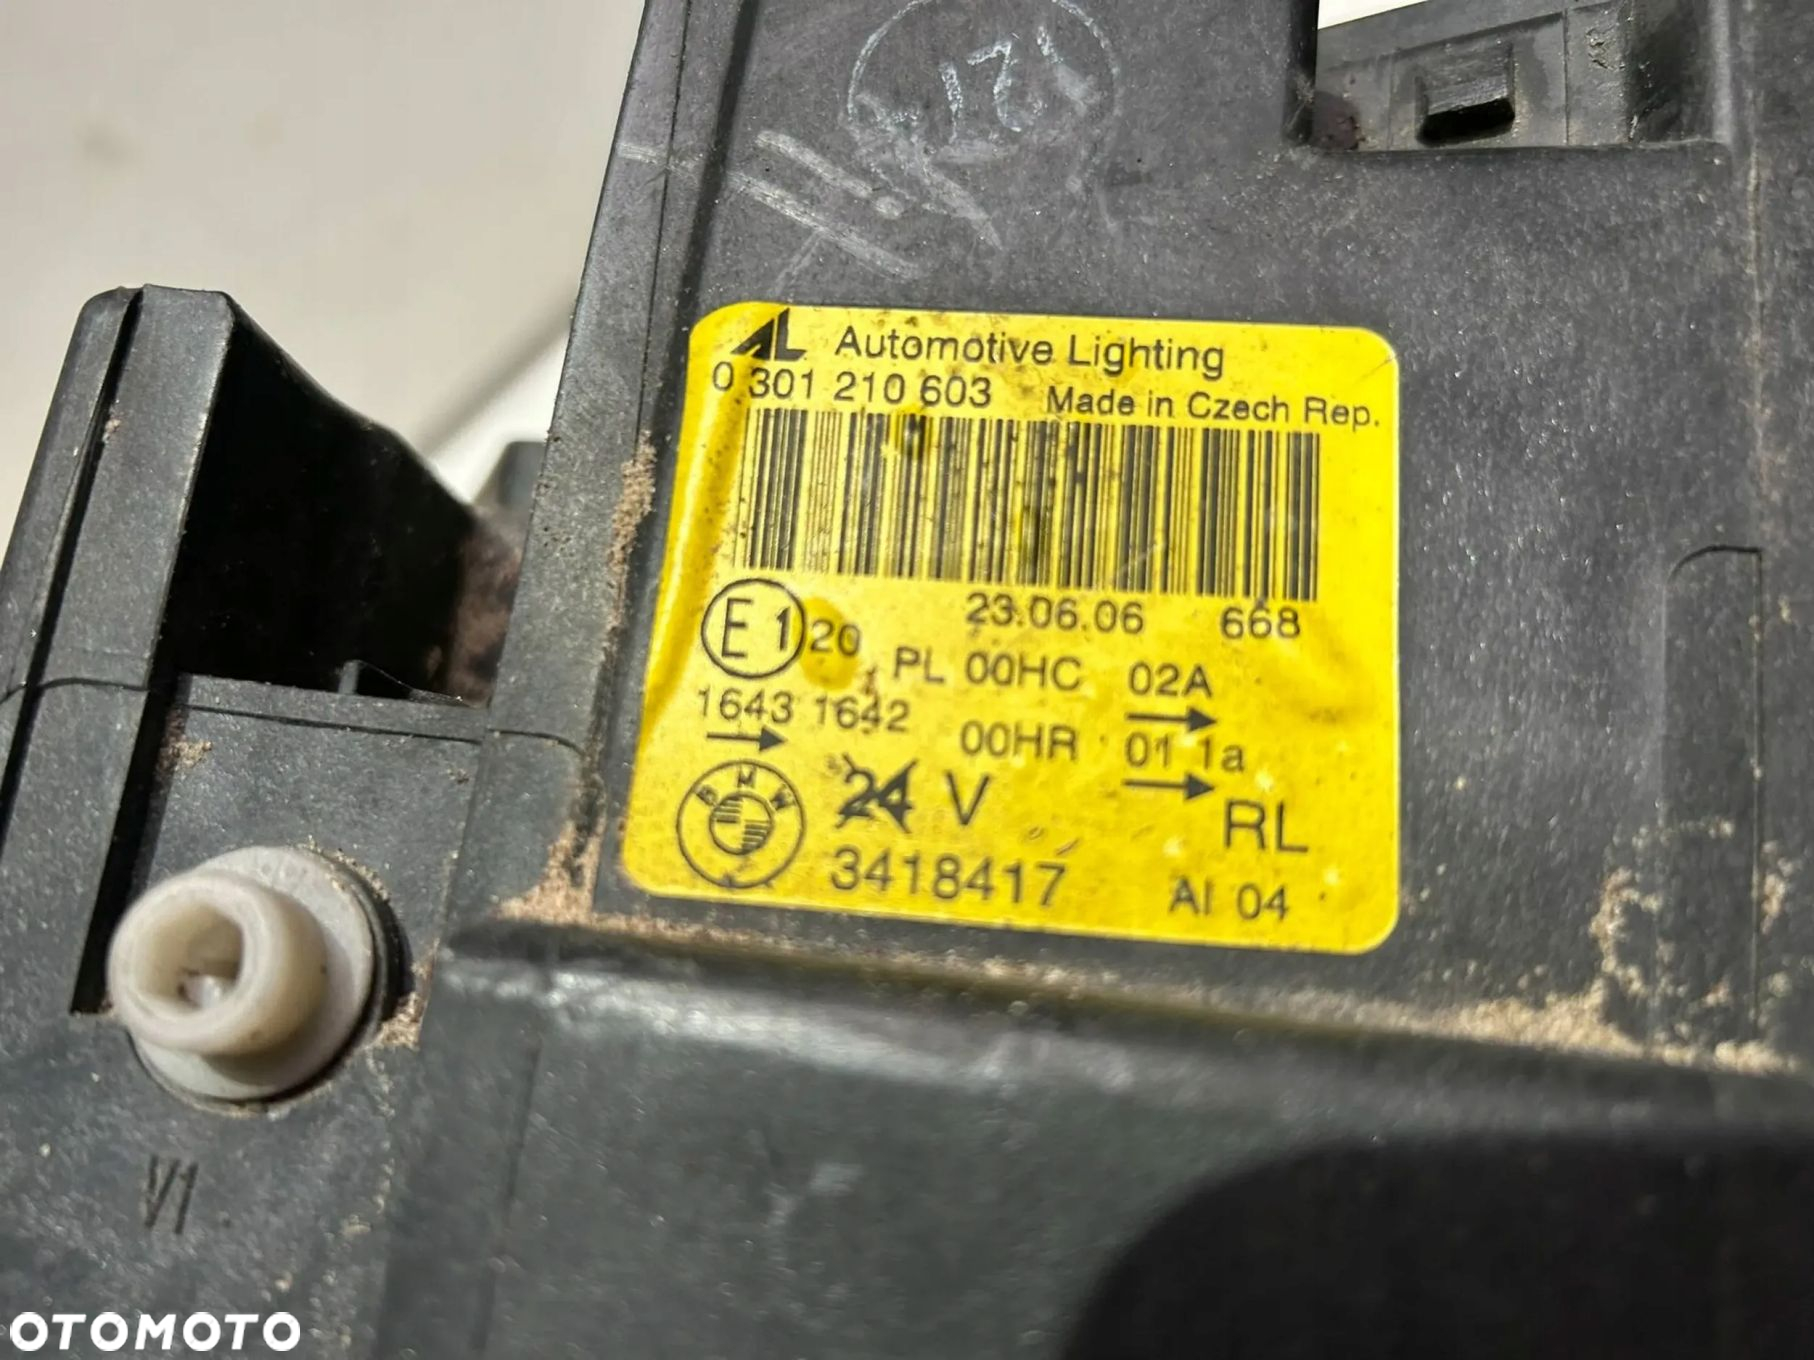 121
AL Automotive Lighting
0 301 210 603 Made in Czech Rep.
23.06.06 668
E1 20 PL 00HC 02A
1643 1642 00HR 01 1a
BMW 24 V RL
3418417 AI 04
V1
OTOMOTO